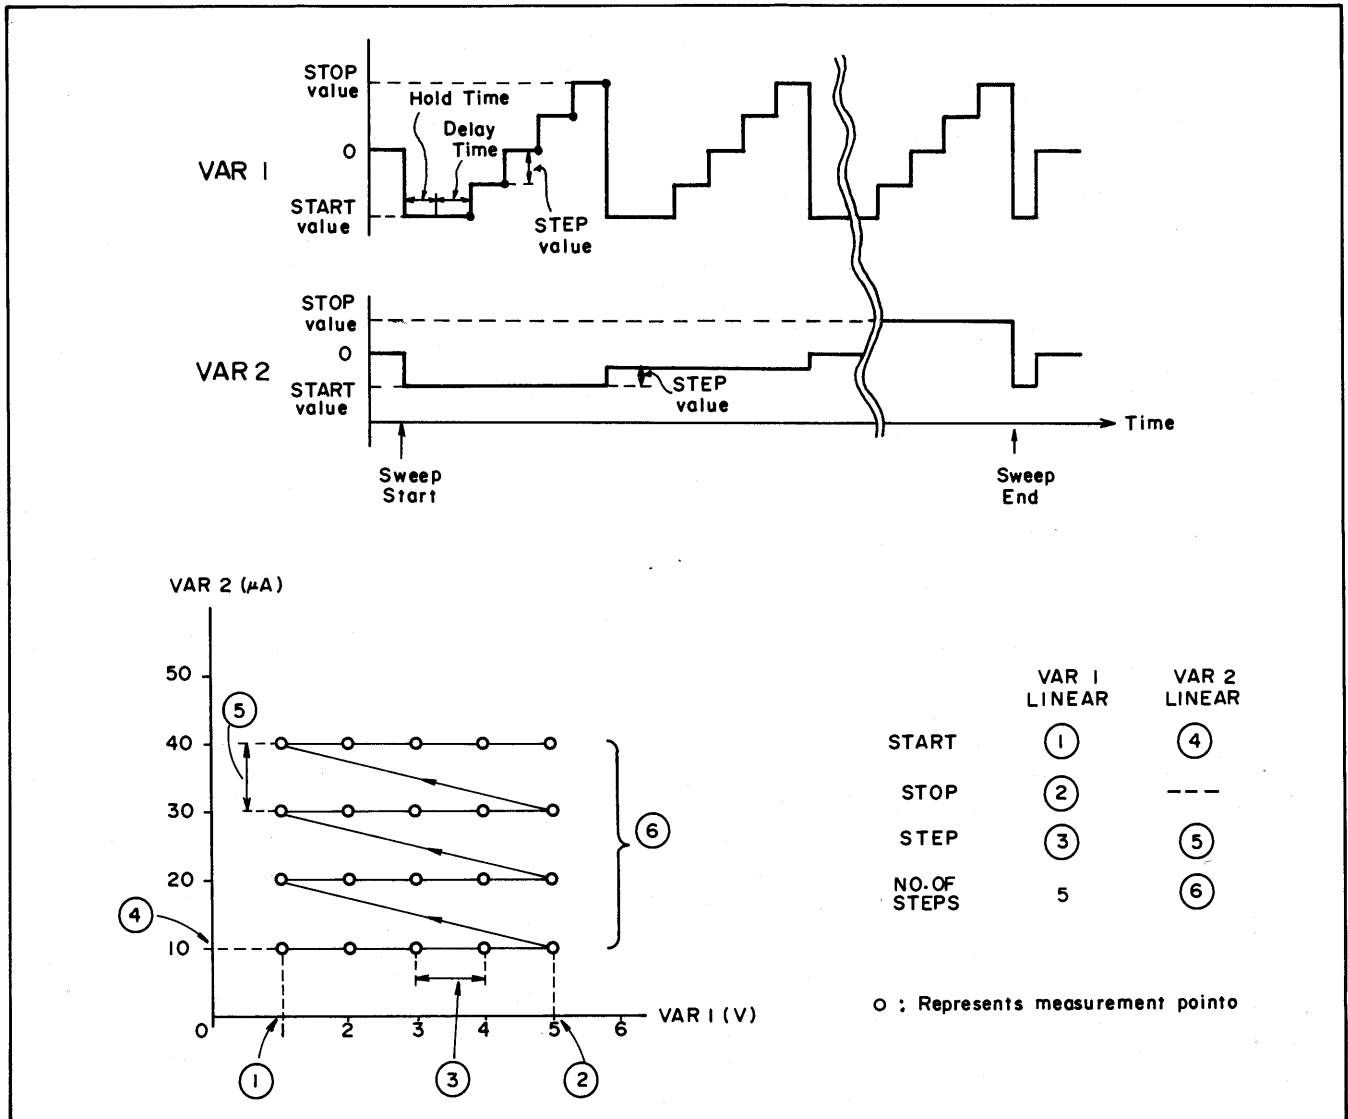 STOP
value
Hold Time
Delay
Time
O
VAR 1
START
value
STEP
value
STOP
value
O
VAR 2
START
value
STEP
value
Time
Sweep
Start
Sweep
End
VAR 2 (μA)
50
40
30
20
10
0
2
3
4
5
6
VAR 1 (V)
5
6
4
1
3
2
VAR 1
LINEAR
VAR 2
LINEAR
START 1 4
STOP 2 ---
STEP 3 5
NO. OF
STEPS 5 6
o : Represents measurement pointo